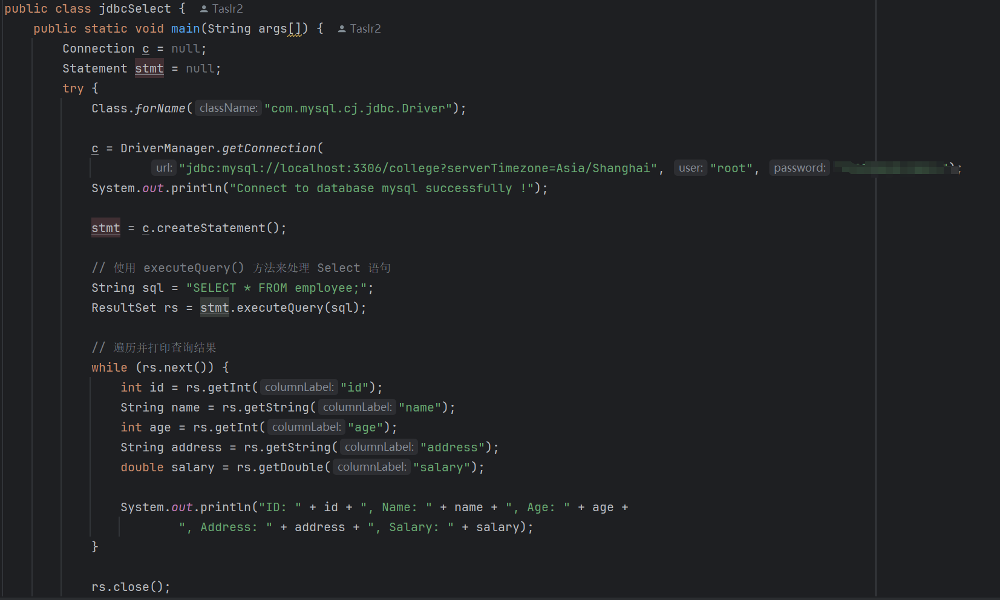 public class jdbcSelect { Taslr2
public static void main(String args[]) { Taslr2
Connection c = null;
Statement stmt = null;
try {
Class.forName( className: "com.mysql.cj.jdbc.Driver");
c = DriverManager.getConnection(
url: "jdbc:mysql://localhost:3306/college?serverTimezone=Asia/Shanghai", user: "root", password: ");
System.out.println("Connect to database mysql successfully !");
stmt = c.createStatement();
// 使用 executeQuery() 方法来处理 Select 语句
String sql = "SELECT * FROM employee;";
ResultSet rs = stmt.executeQuery(sql);
// 遍历并打印查询结果
while (rs.next()) {
int id = rs.getInt( columnLabel: "id");
String name = rs.getString( columnLabel: "name");
int age = rs.getInt( columnLabel: "age");
String address = rs.getString( columnLabel: "address");
double salary = rs.getDouble( columnLabel: "salary");
System.out.println("ID: " + id + ", Name: " + name + ", Age: " + age +
", Address: " + address + ", Salary: " + salary);
}
rs.close();